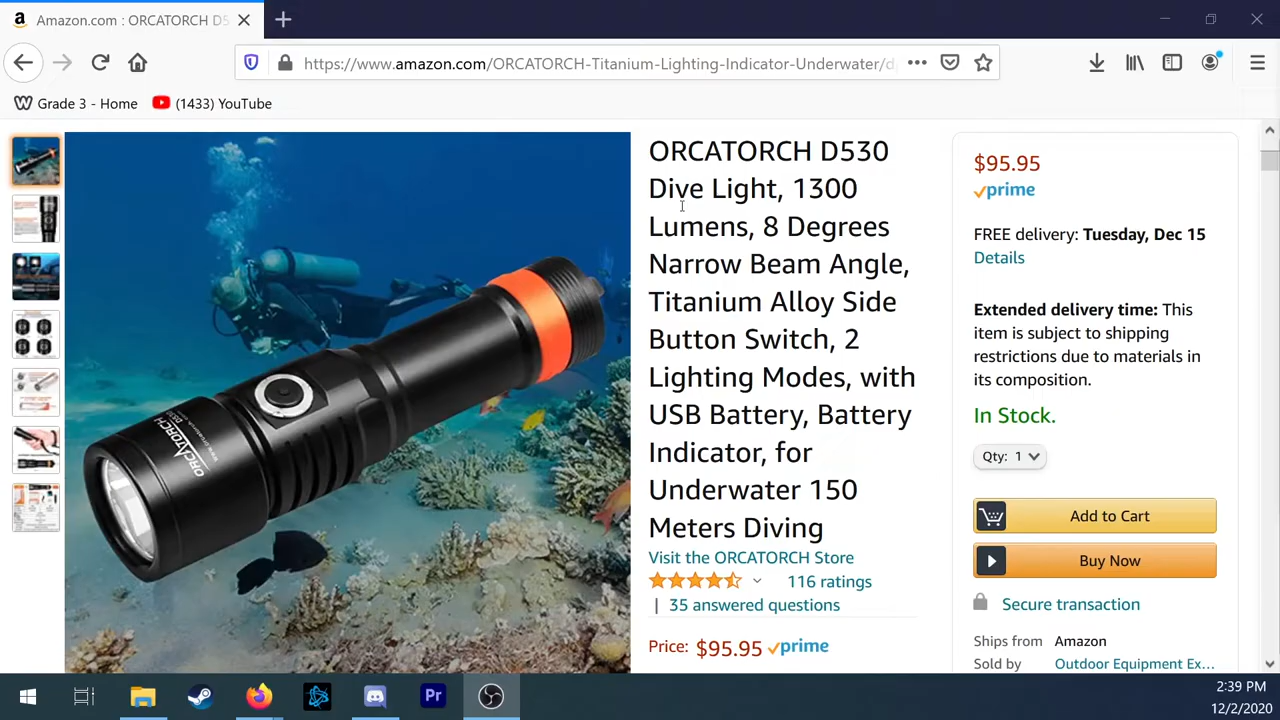 Amazon.com : ORCATORCH D5
https://www.amazon.com/ORCATORCH-Titanium-Lighting-Indicator-Underwater/d
Grade 3 - Home
(1433) YouTube
ORCATORCH
ORCATORCH D530
Dive Light, 1300
Lumens, 8 Degrees
Narrow Beam Angle,
Titanium Alloy Side
Button Switch, 2
Lighting Modes, with
USB Battery, Battery
Indicator, for
Underwater 150
Meters Diving
Visit the ORCATORCH Store
116 ratings
| 35 answered questions
Price: $95.95 prime
$95.95
prime
FREE delivery: Tuesday, Dec 15
Details
Extended delivery time: This
item is subject to shipping
restrictions due to materials in
its composition.
In Stock.
Qty: 1
Add to Cart
Buy Now
Secure transaction
Ships from Amazon
Sold by Outdoor Equipment Ex...
Pr
2:39 PM
12/2/2020